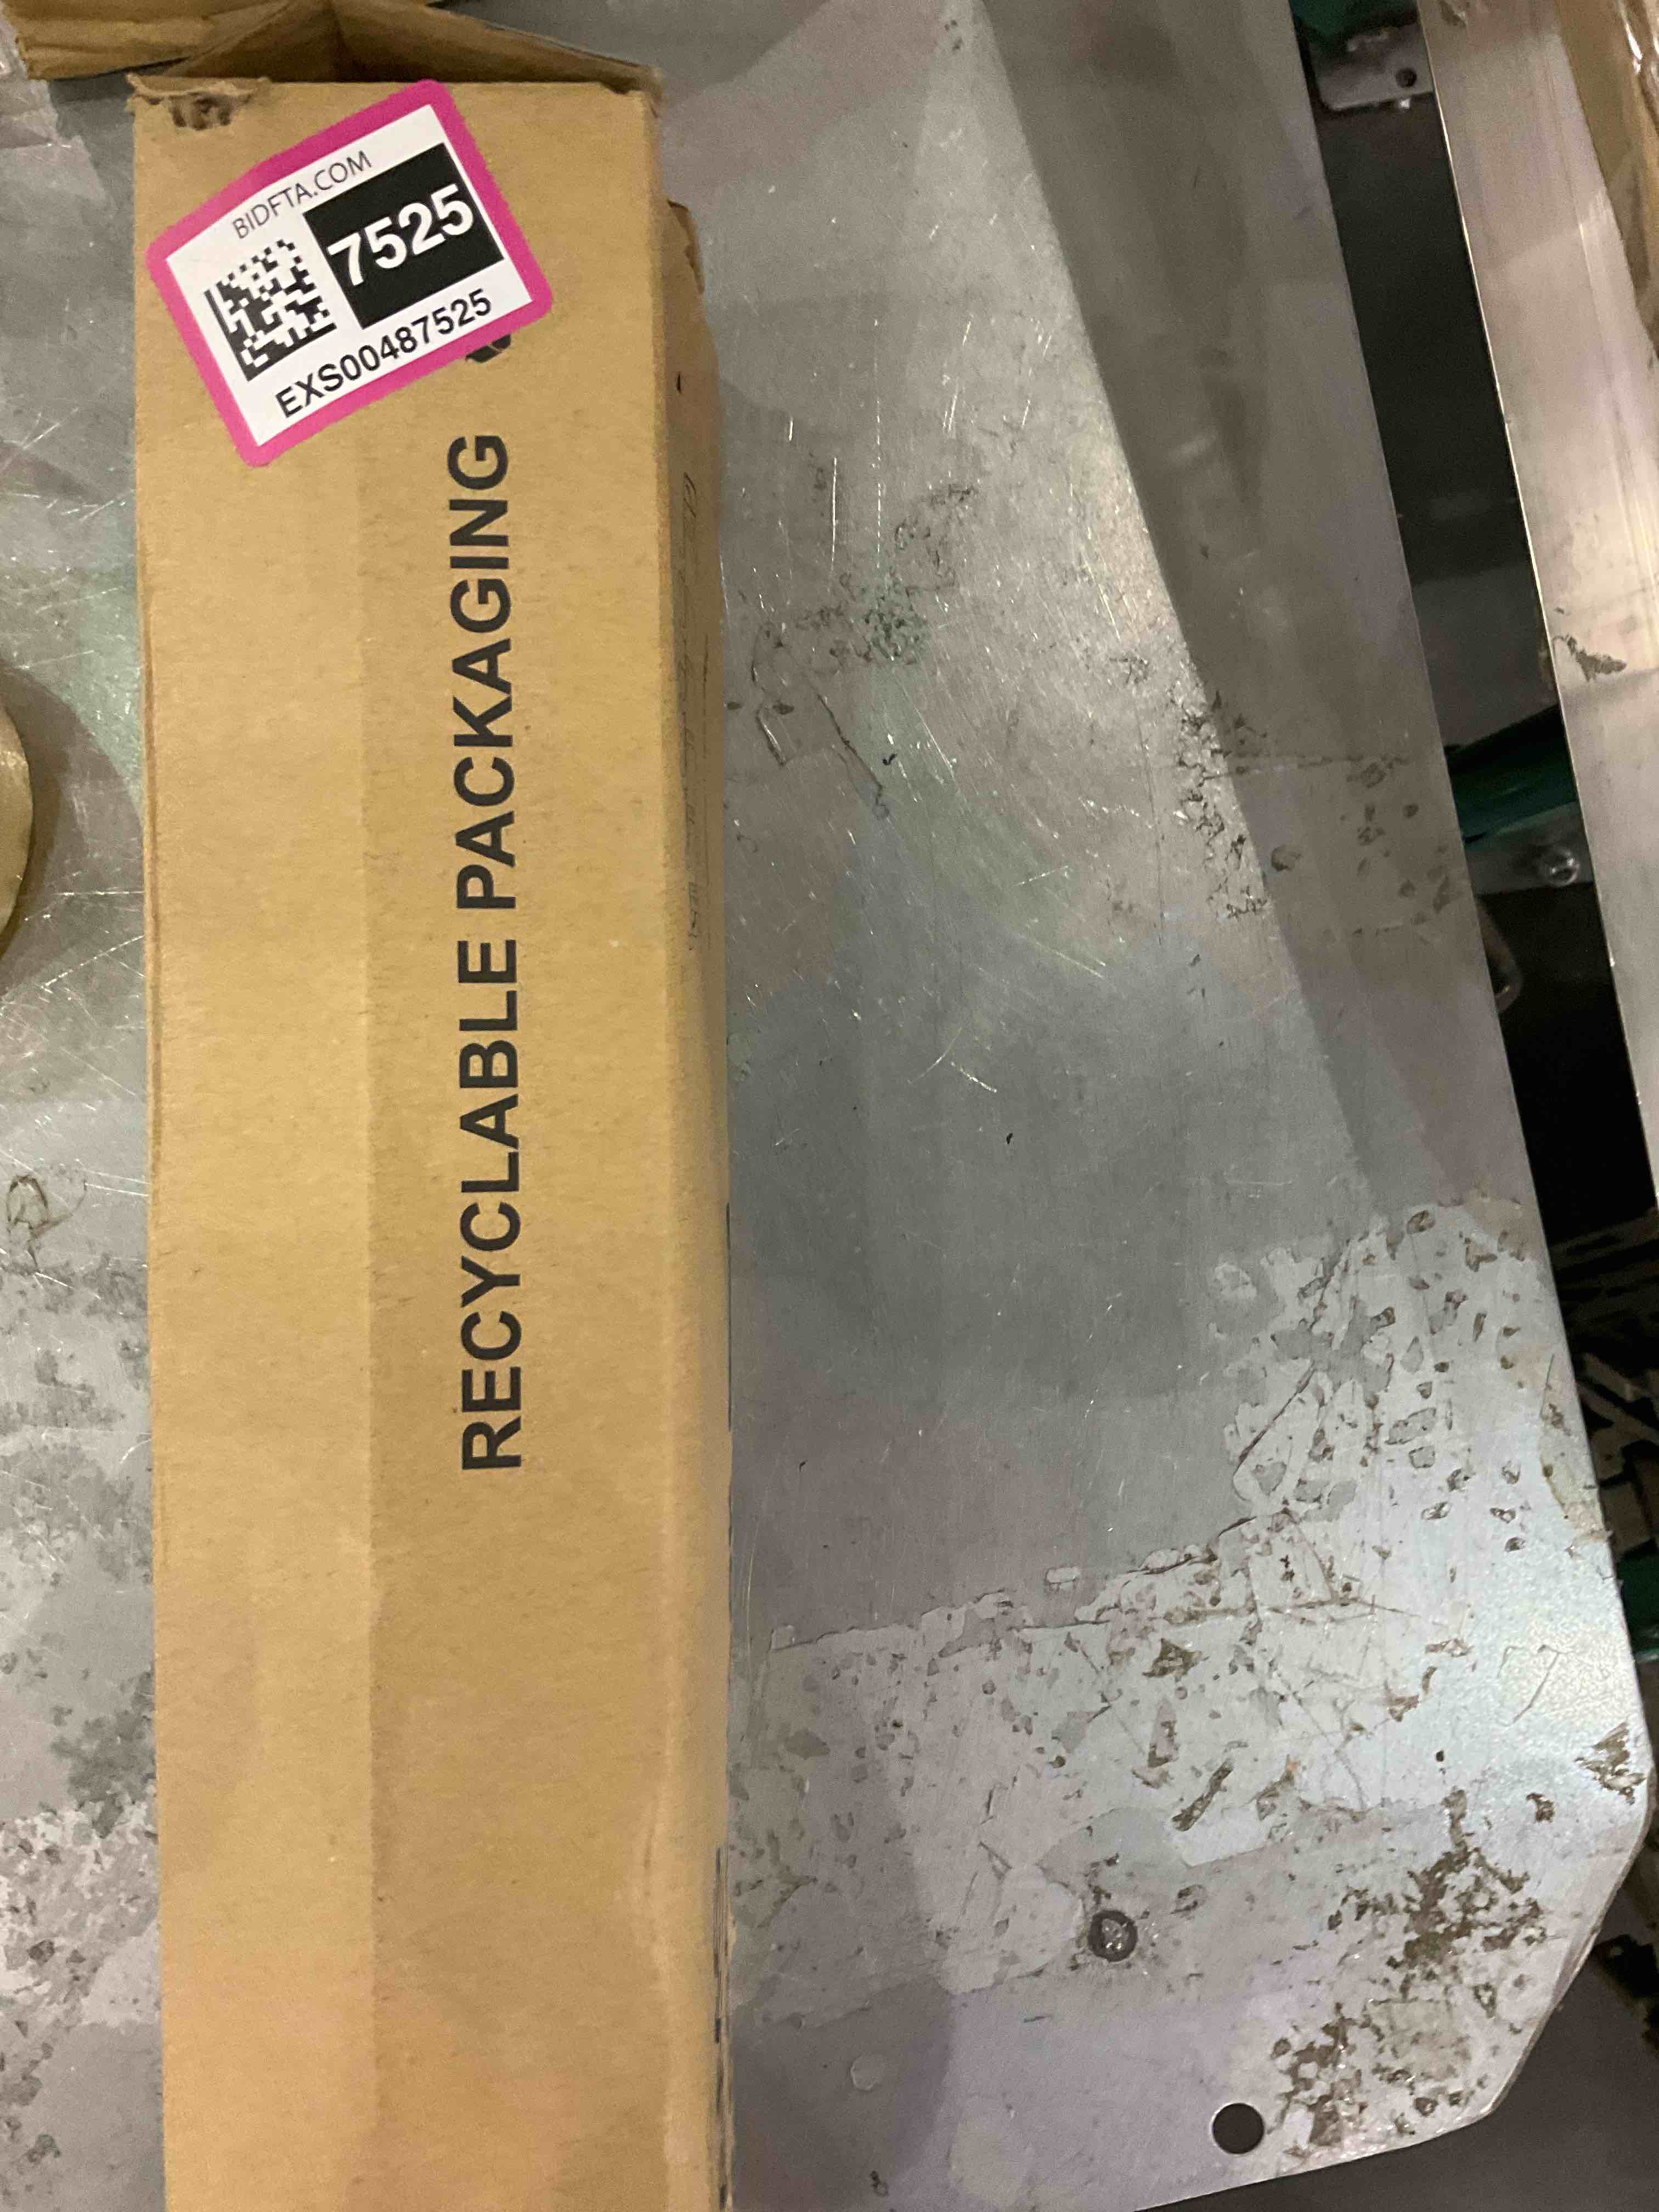 BIDFTA.COM
7525
EXS00487525
RECYCLABLE PACKAGING